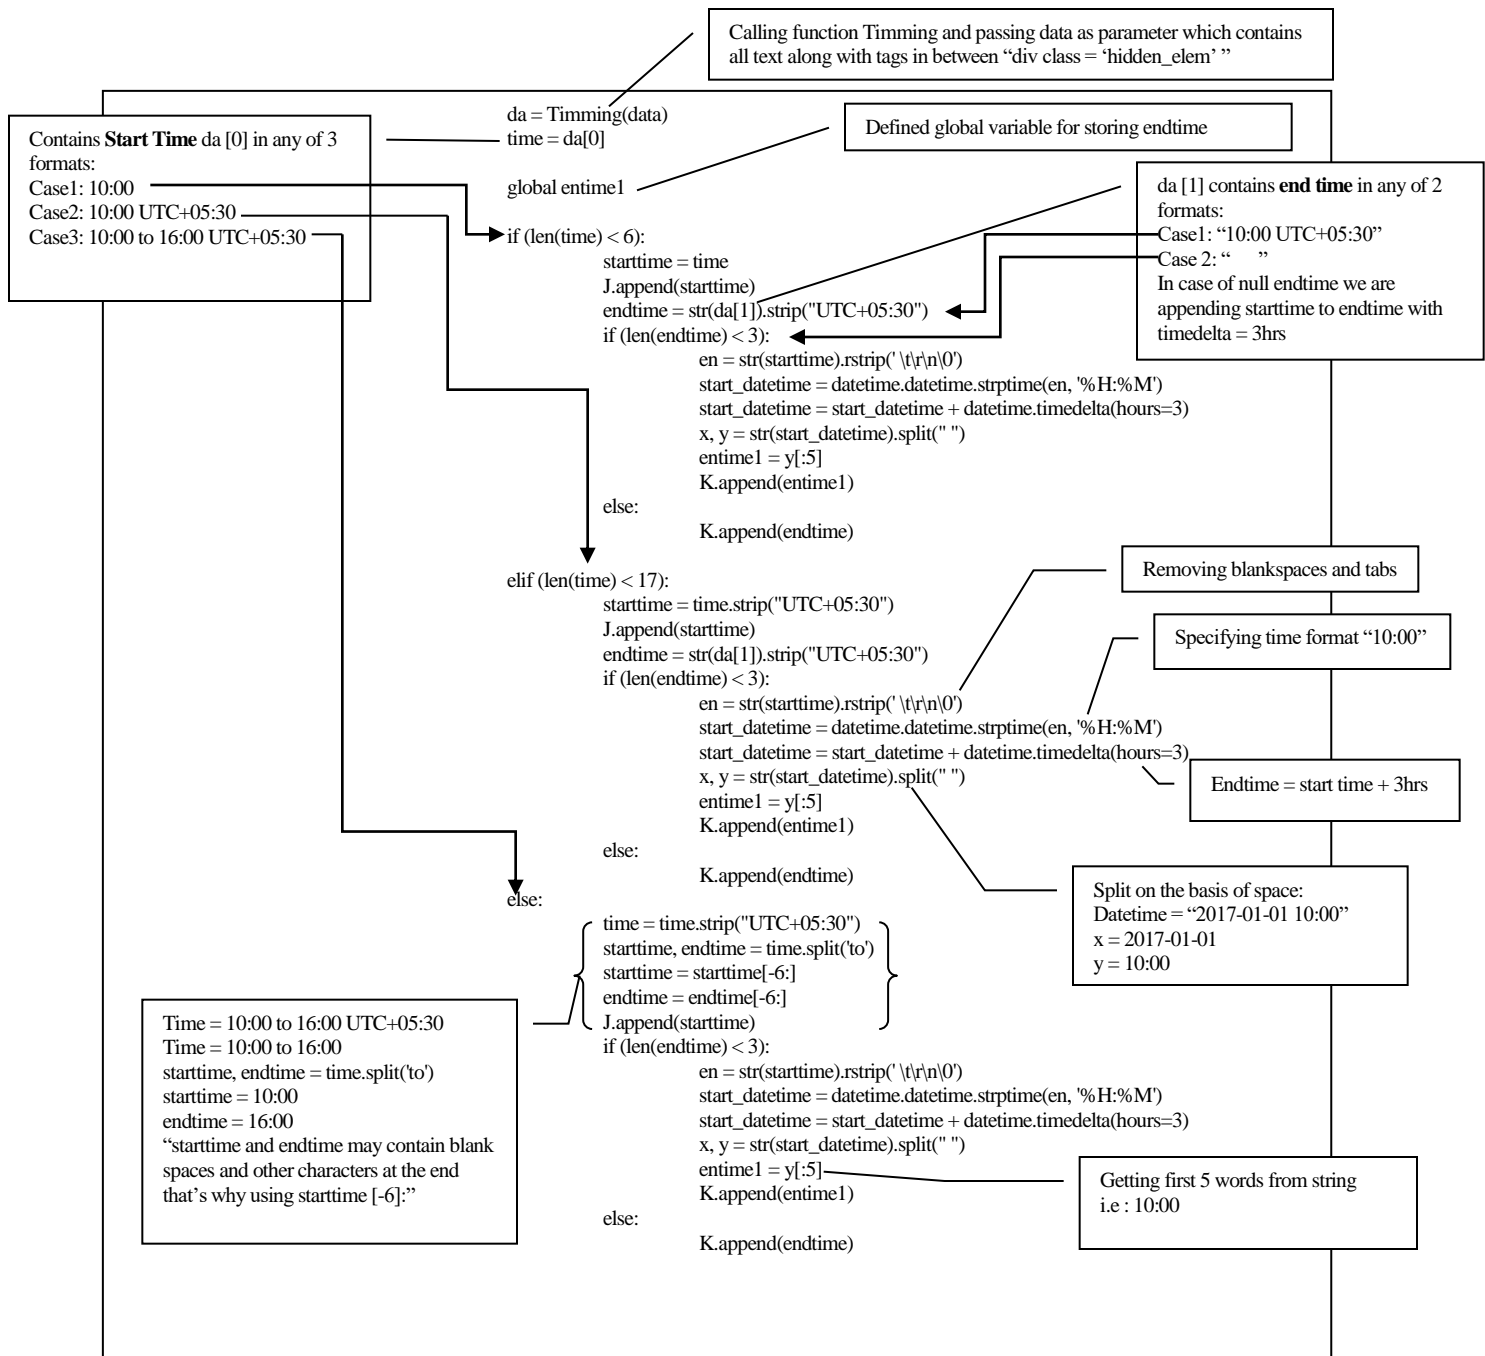 Calling function Timming and passing data as parameter which contains
all text along with tags in between “div class = ‘hidden_elem’ ”
da = Timming(data)
time = da[0]
Contains Start Time da [0] in any of 3
formats:
Case1: 10:00
Case2: 10:00 UTC+05:30
Case3: 10:00 to 16:00 UTC+05:30
Defined global variable for storing endtime
global entime1
da [1] contains end time in any of 2
formats:
Case1: “10:00 UTC+05:30”
Case 2: “ ”
In case of null endtime we are
appending starttime to endtime with
timedelta = 3hrs
if (len(time) < 6):
starttime = time
J.append(starttime)
endtime = str(da[1]).strip("UTC+05:30")
if (len(endtime) < 3):
en = str(starttime).rstrip(' \t\r\n\0')
start_datetime = datetime.datetime.strptime(en, '%H:%M')
start_datetime = start_datetime + datetime.timedelta(hours=3)
x, y = str(start_datetime).split(" ")
entime1 = y[:5]
K.append(entime1)
else:
K.append(endtime)
elif (len(time) < 17):
starttime = time.strip("UTC+05:30")
J.append(starttime)
endtime = str(da[1]).strip("UTC+05:30")
if (len(endtime) < 3):
en = str(starttime).rstrip(' \t\r\n\0')
start_datetime = datetime.datetime.strptime(en, '%H:%M')
start_datetime = start_datetime + datetime.timedelta(hours=3)
x, y = str(start_datetime).split(" ")
entime1 = y[:5]
K.append(entime1)
else:
K.append(endtime)
Removing blankspaces and tabs
Specifying time format “10:00”
Endtime = start time + 3hrs
Split on the basis of space:
Datetime = “2017-01-01 10:00”
x = 2017-01-01
y = 10:00
else:
time = time.strip("UTC+05:30")
starttime, endtime = time.split('to')
starttime = starttime[-6:]
endtime = endtime[-6:]
J.append(starttime)
if (len(endtime) < 3):
en = str(starttime).rstrip(' \t\r\n\0')
start_datetime = datetime.datetime.strptime(en, '%H:%M')
start_datetime = start_datetime + datetime.timedelta(hours=3)
x, y = str(start_datetime).split(" ")
entime1 = y[:5]
K.append(entime1)
else:
K.append(endtime)
Time = 10:00 to 16:00 UTC+05:30
Time = 10:00 to 16:00
starttime, endtime = time.split('to')
starttime = 10:00
endtime = 16:00
“starttime and endtime may contain blank
spaces and other characters at the end
that’s why using starttime [-6]:”
Getting first 5 words from string
i.e : 10:00